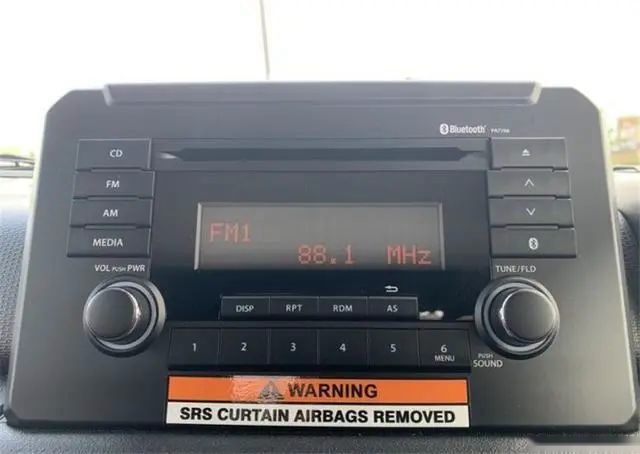 Bluetooth
CD
FM
AM
MEDIA
VOL PUSH PWR
FM1
88.1 MHz
TUNE/FLD
DISP RPT RDM AS
1 2 3 4 5 6
MENU
PUSH
SOUND
WARNING
SRS CURTAIN AIRBAGS REMOVED